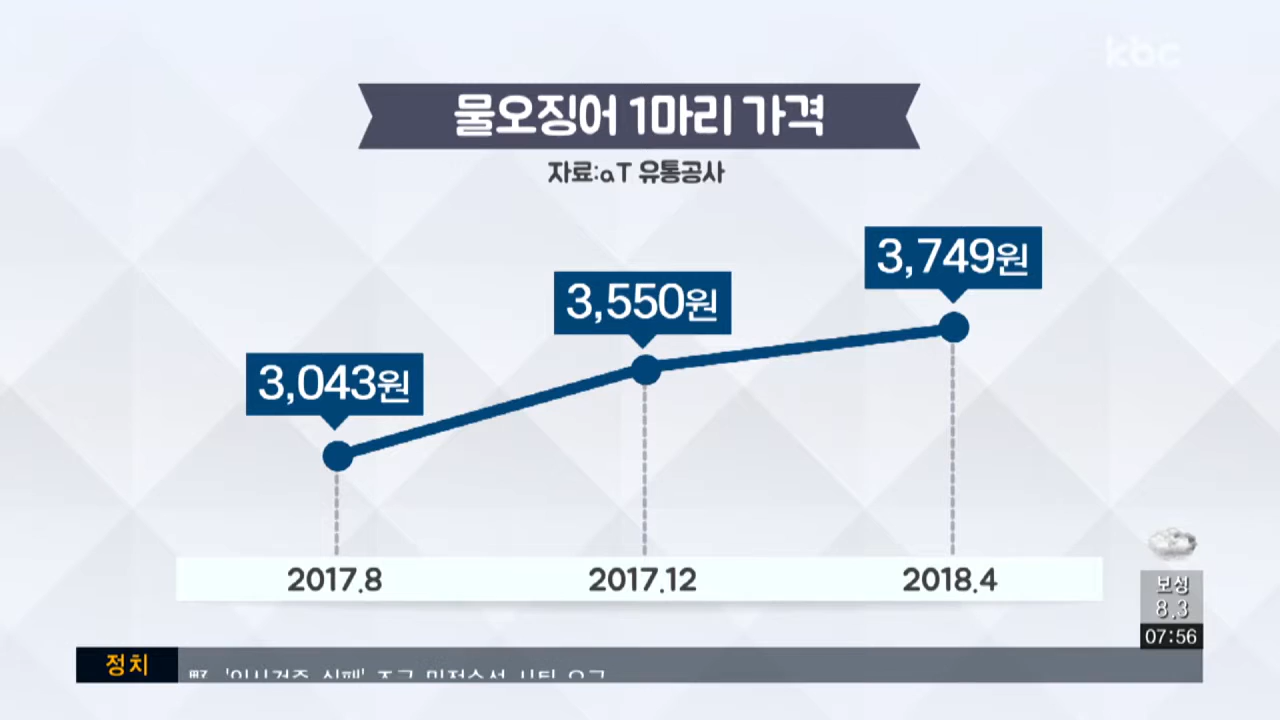 kbc
물오징어 1마리 가격
자료:aT 유통공사
3,749원
3,550원
3,043원
2017.8 2017.12 2018.4
보성
8.3
07:56
정치